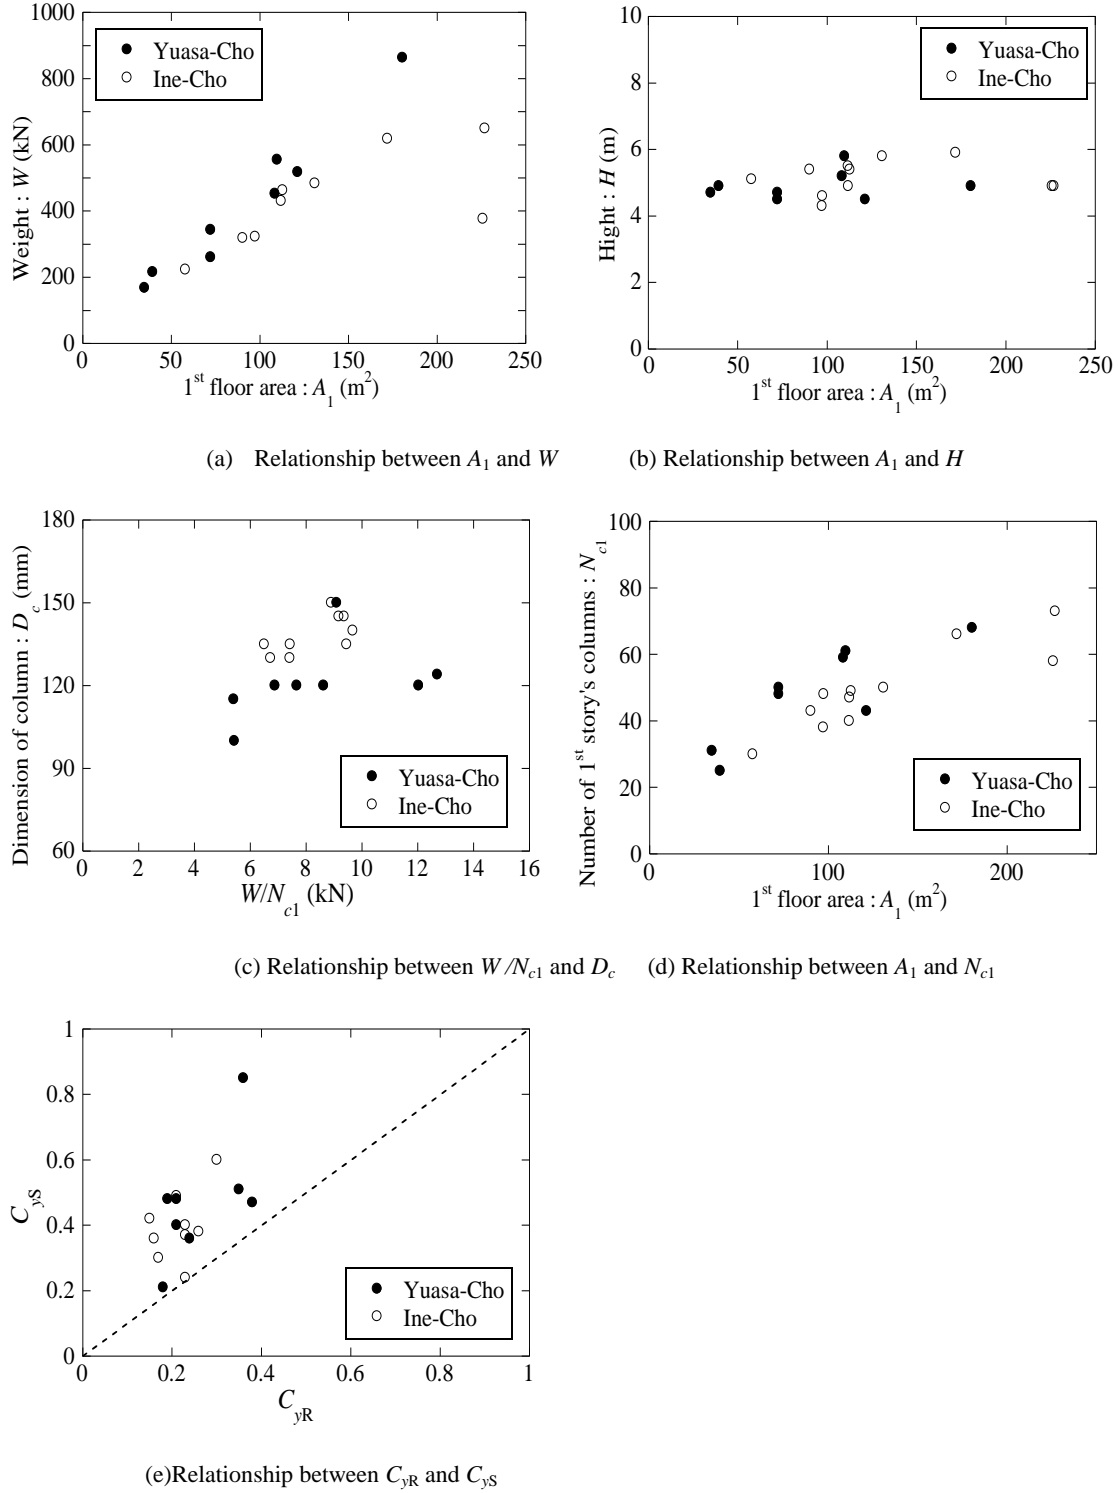 1000
800
600
400
200
0
Weight : W (kN)
Yuasa-Cho
Ine-Cho
0 50 100 150 200 250
1st floor area : A1 (m2)
10
8
6
4
2
0
Hight : H (m)
Yuasa-Cho
Ine-Cho
0 50 100 150 200 250
1st floor area : A1 (m2)
(a) Relationship between A1 and W
(b) Relationship between A1 and H
180
150
120
90
60
Dimension of column : Dc (mm)
Yuasa-Cho
Ine-Cho
0 2 4 6 8 10 12 14 16
W/Nc1 (kN)
100
80
60
40
20
0
Number of 1st story's columns : Nc1
Yuasa-Cho
Ine-Cho
0 100 200
1st floor area : A1 (m2)
(c) Relationship between W/Nc1 and Dc
(d) Relationship between A1 and Nc1
1
0.8
0.6
0.4
0.2
0
CyS
Yuasa-Cho
Ine-Cho
0 0.2 0.4 0.6 0.8 1
CyR
(e)Relationship between CyR and CyS